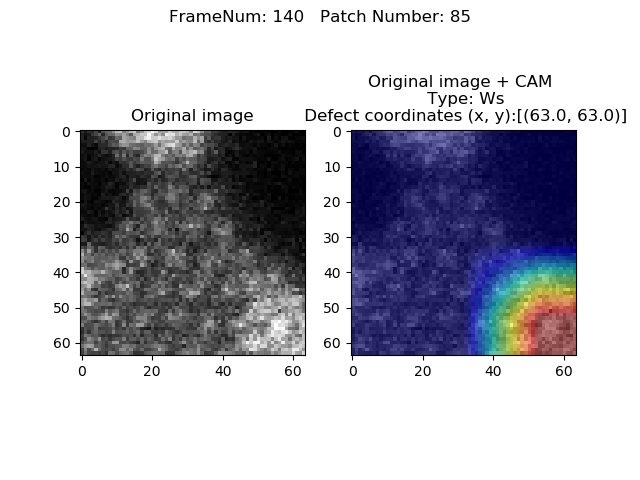 FrameNum: 140   Patch Number: 85
Original image
0
10
20
30
40
50
60
0 20 40 60
Original image + CAM
Type: Ws
Defect coordinates (x, y):[(63.0, 63.0)]
0
10
20
30
40
50
60
0 20 40 60